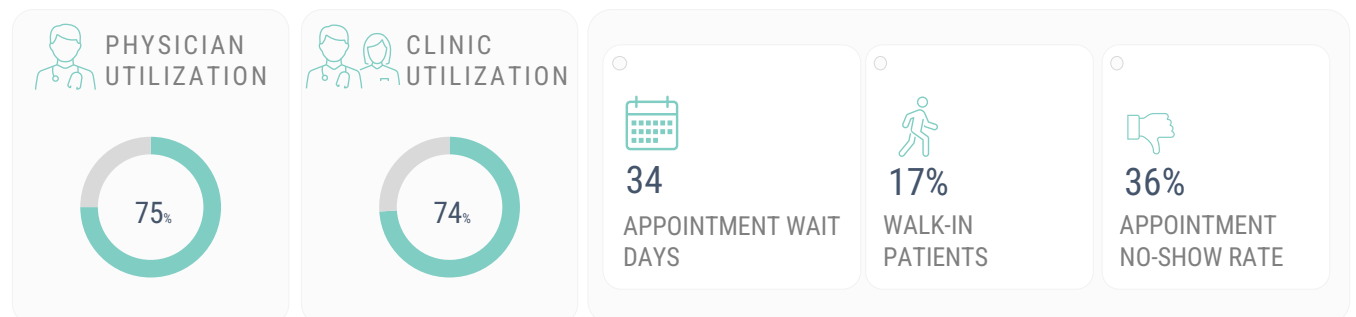 PHYSICIAN
UTILIZATION
75%
CLINIC
UTILIZATION
74%
34
APPOINTMENT WAIT
DAYS
17%
WALK-IN
PATIENTS
36%
APPOINTMENT
NO-SHOW RATE